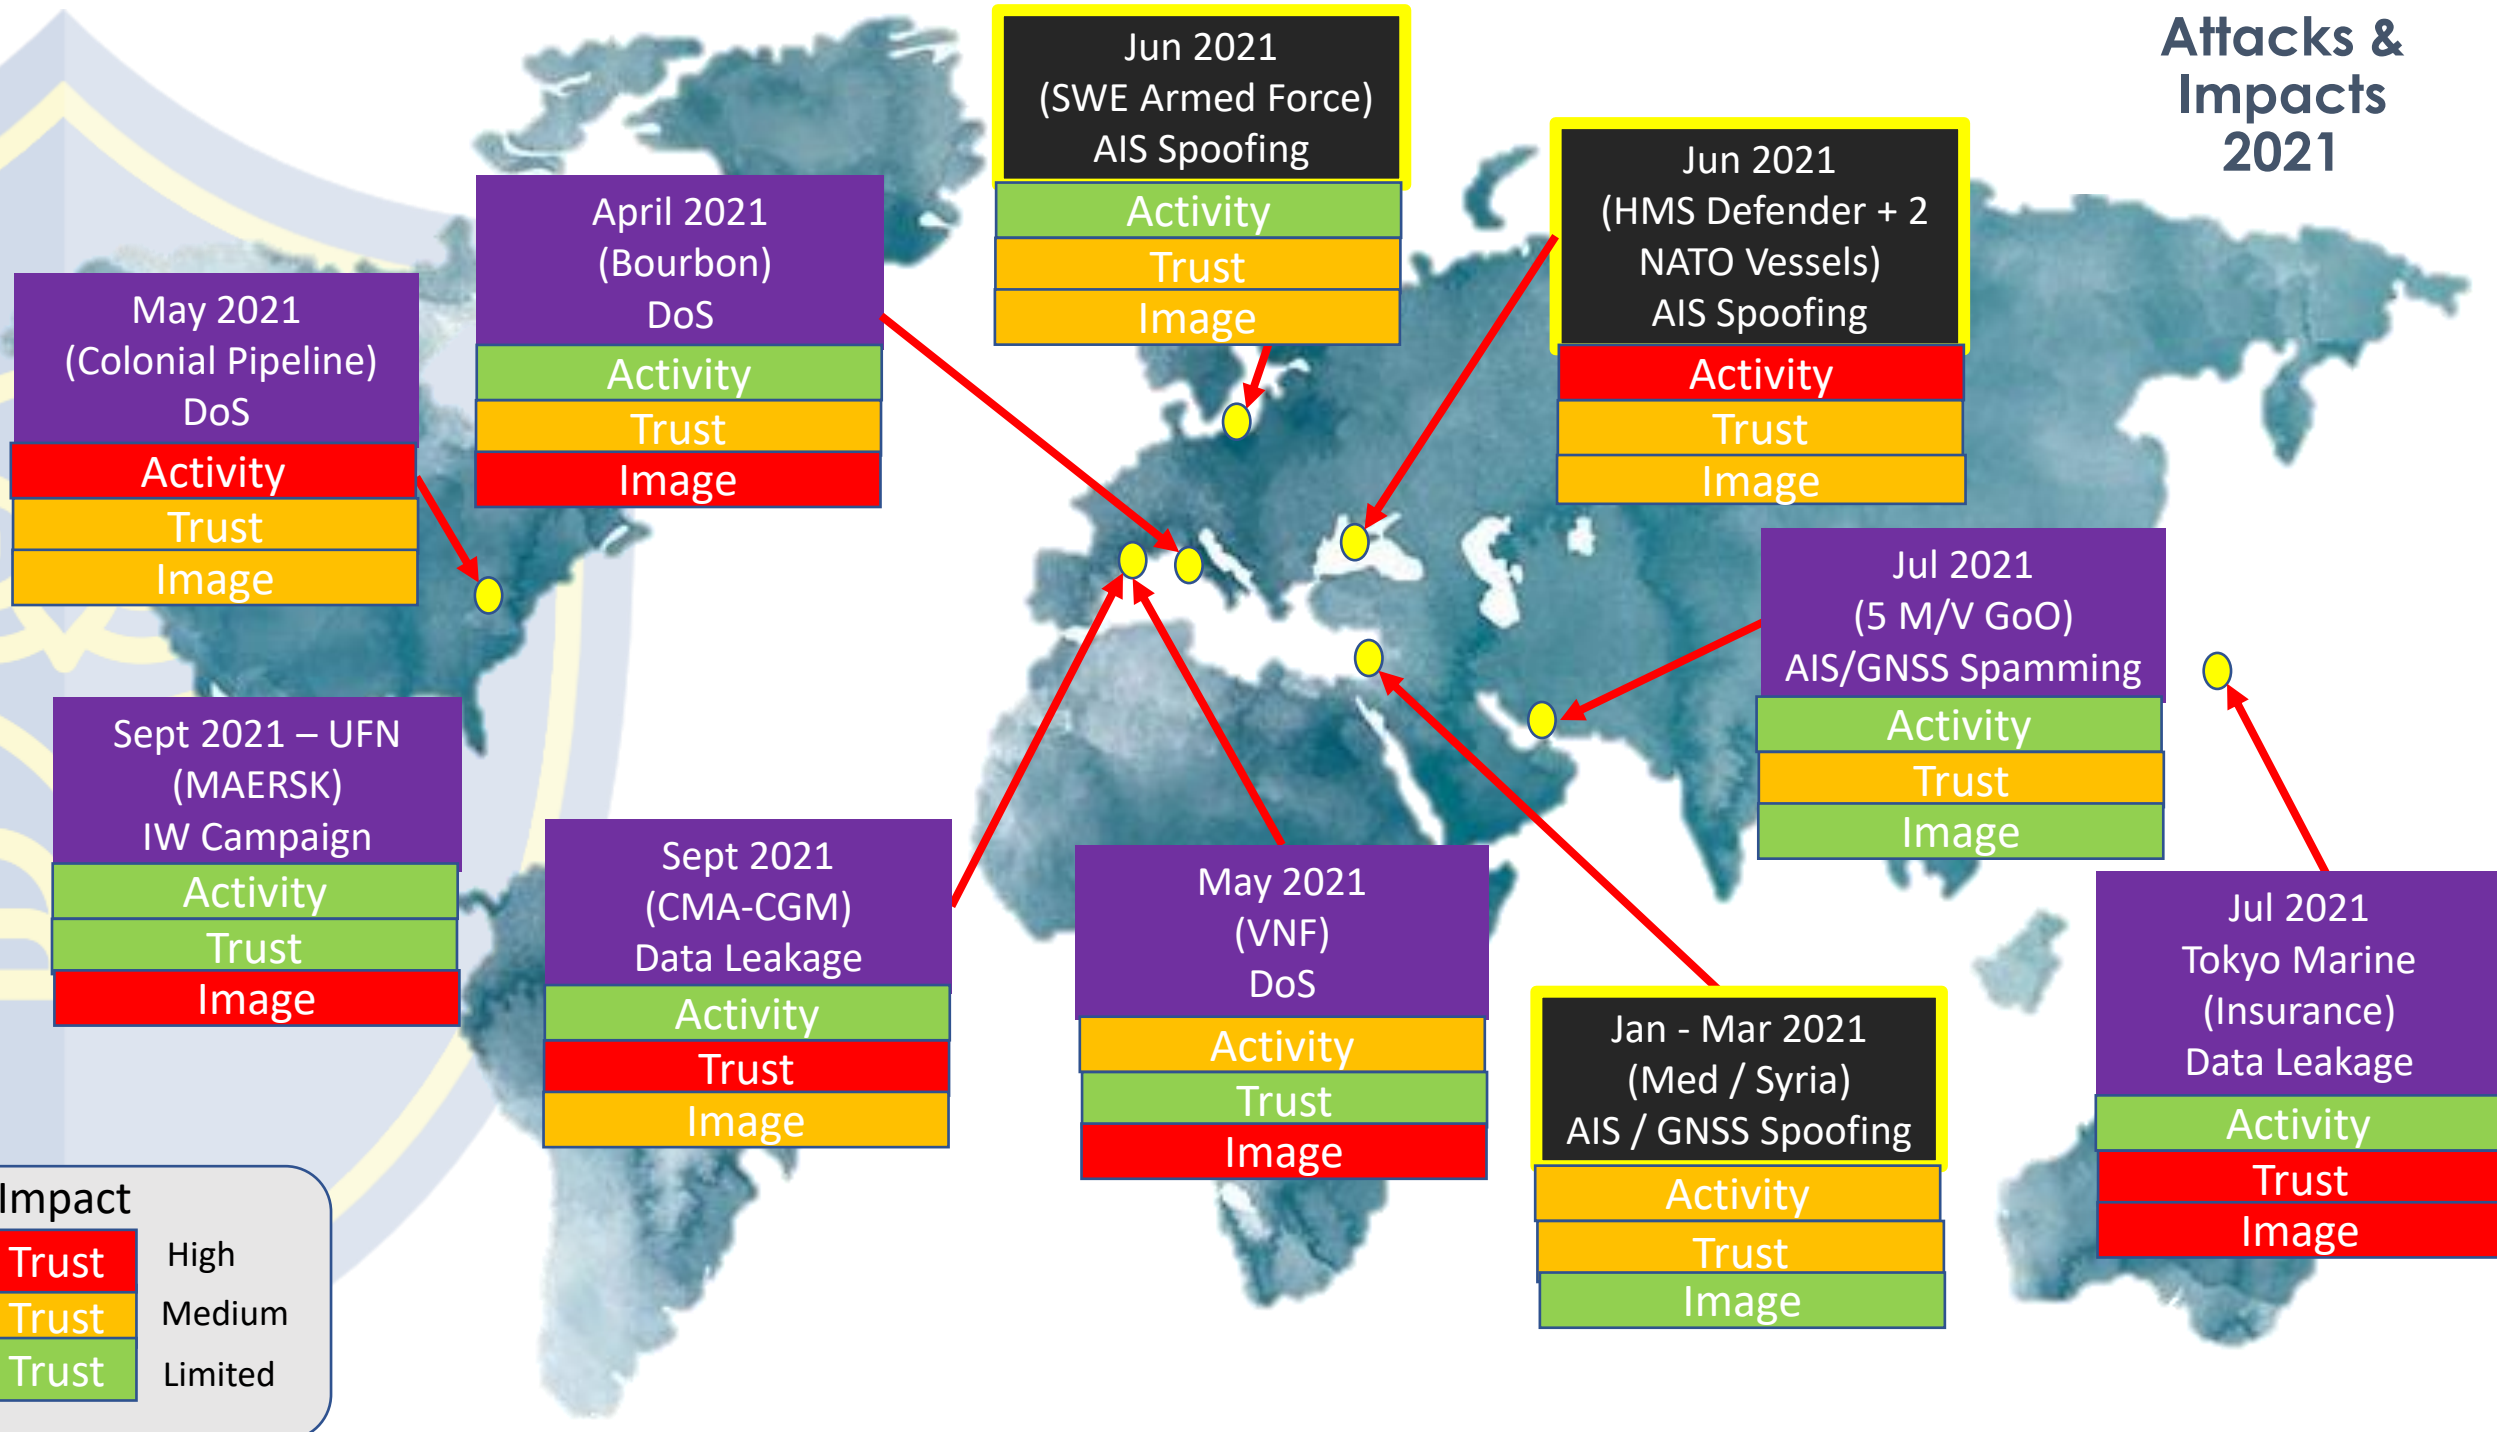 Attacks &
Impacts
2021
Jun 2021
(SWE Armed Force)
AIS Spoofing
Activity
Trust
Image
Jun 2021
(HMS Defender + 2
NATO Vessels)
AIS Spoofing
Activity
Trust
Image
April 2021
(Bourbon)
DoS
Activity
Trust
Image
May 2021
(Colonial Pipeline)
DoS
Activity
Trust
Image
Jul 2021
(5 M/V GoO)
AIS/GNSS Spamming
Activity
Trust
Image
Sept 2021 – UFN
(MAERSK)
IW Campaign
Activity
Trust
Image
Sept 2021
(CMA-CGM)
Data Leakage
Activity
Trust
Image
May 2021
(VNF)
DoS
Activity
Trust
Image
Jan - Mar 2021
(Med / Syria)
AIS / GNSS Spoofing
Activity
Trust
Image
Jul 2021
Tokyo Marine
(Insurance)
Data Leakage
Activity
Trust
Image
Impact
Trust High
Trust Medium
Trust Limited